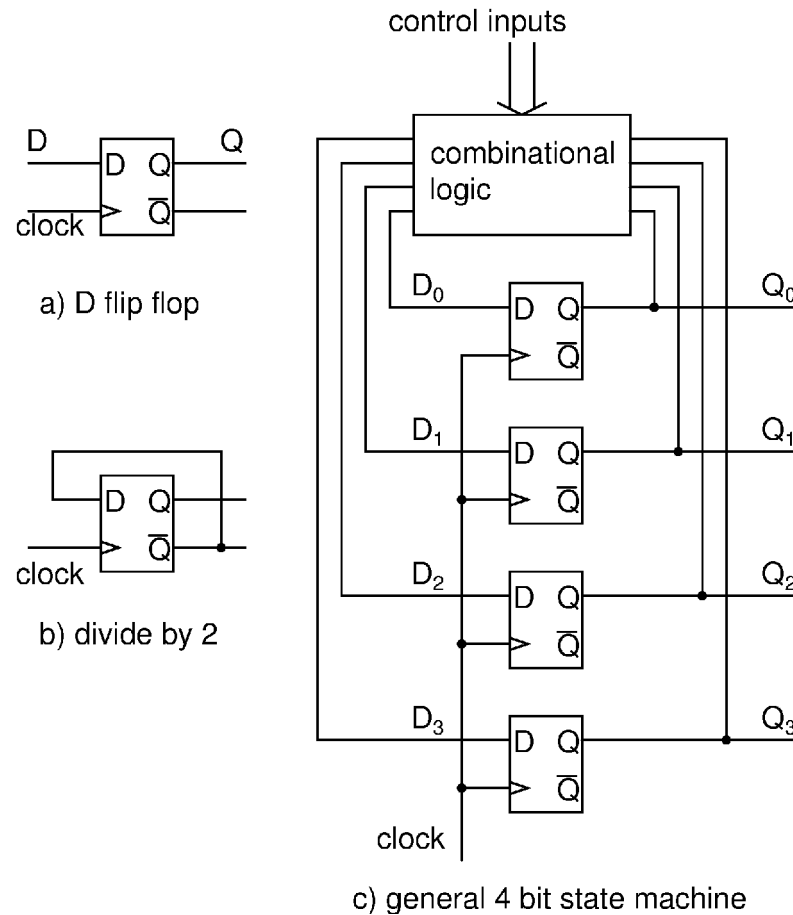 control inputs
D Q
D Q
clock Q̅
a) D flip flop
D Q
Q̅
clock
b) divide by 2
combinational
logic
D₀ Q₀
D Q
Q̅
D₁ Q₁
D Q
Q̅
D₂ Q₂
D Q
Q̅
D₃ Q₃
D Q
Q̅
clock
c) general 4 bit state machine